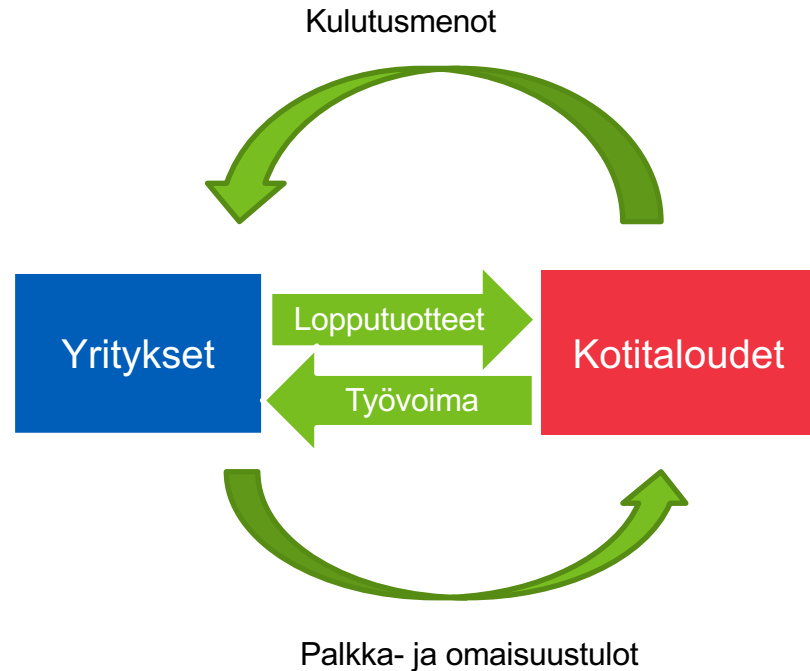 Kulutusmenot
Lopputuotteet
Yritykset
Kotitaloudet
Työvoima
Palkka- ja omaisuustulot